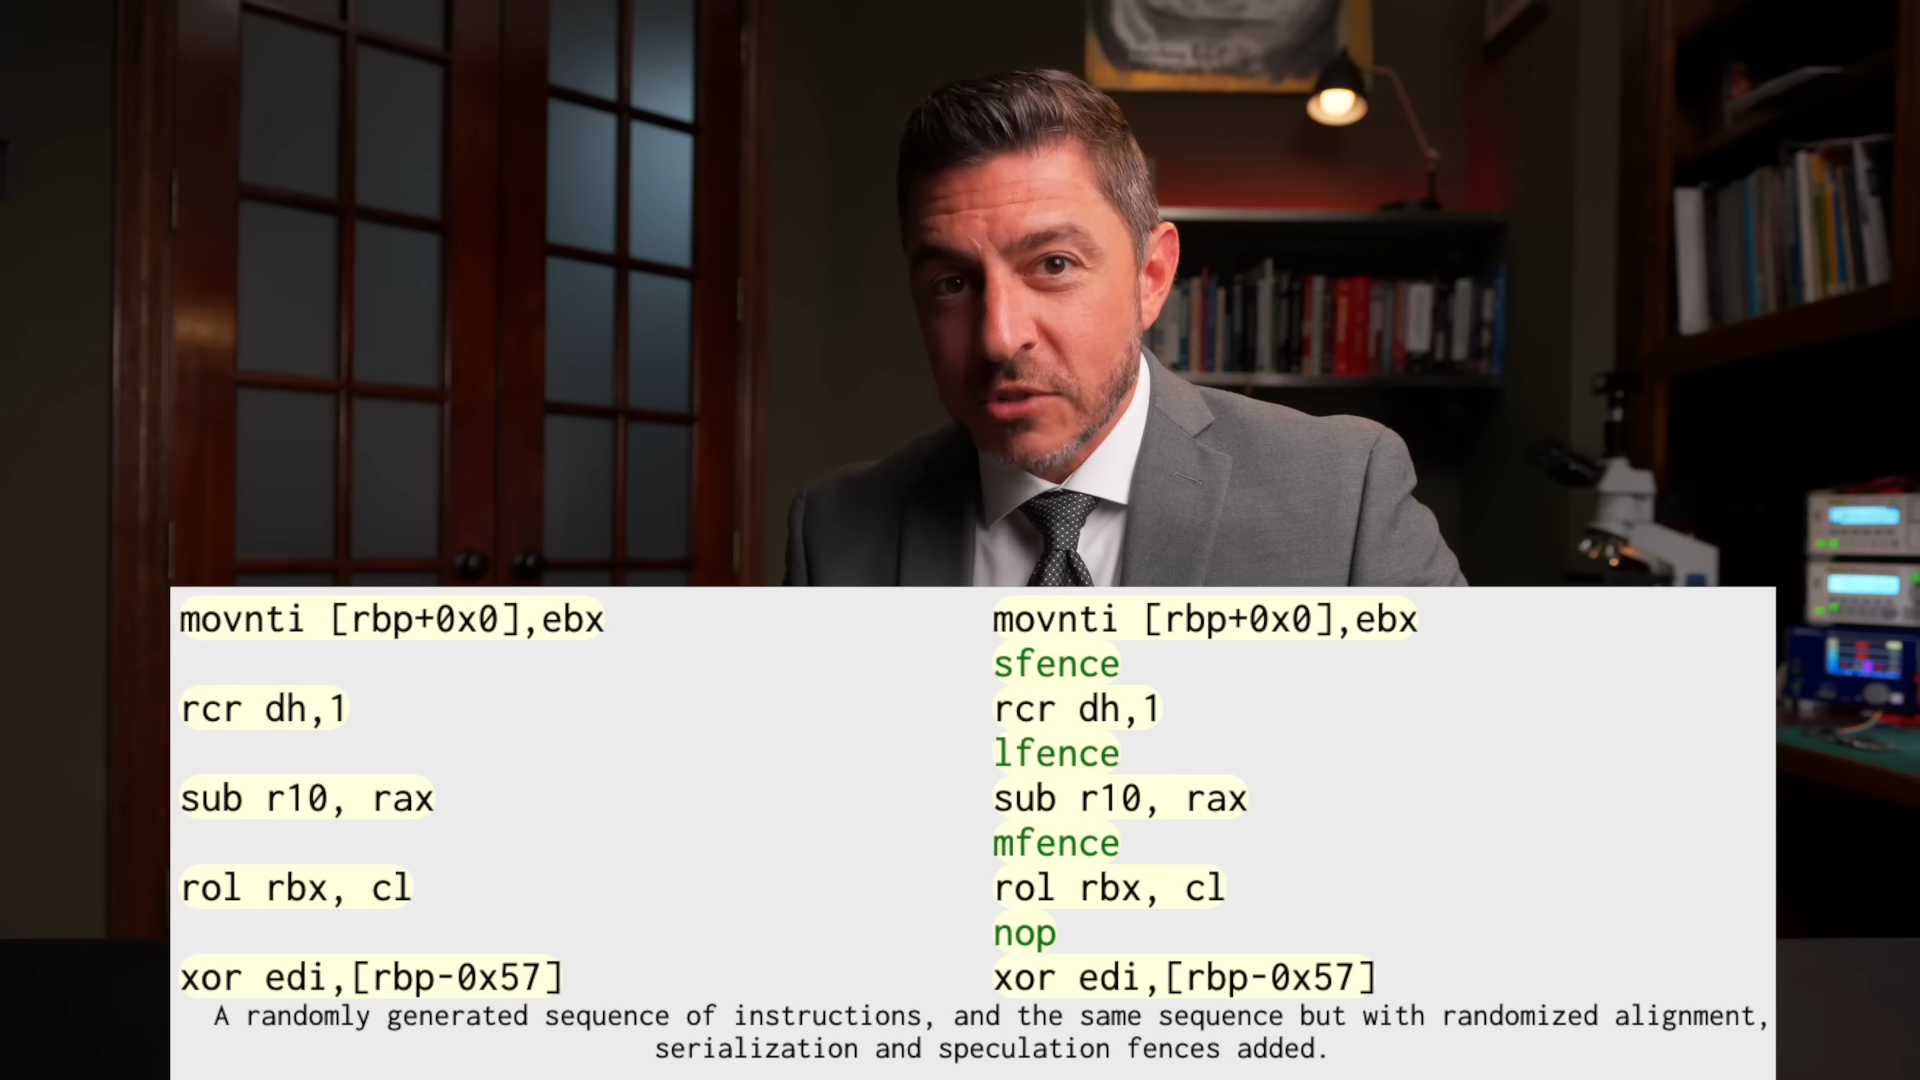 movnti [rbp+0x0],ebx movnti [rbp+0x0],ebx
sfence
rcr dh,1 rcr dh,1
lfence
sub r10, rax sub r10, rax
mfence
rol rbx, cl rol rbx, cl
nop
xor edi,[rbp-0x57] xor edi,[rbp-0x57]
A randomly generated sequence of instructions, and the same sequence but with randomized alignment,
serialization and speculation fences added.